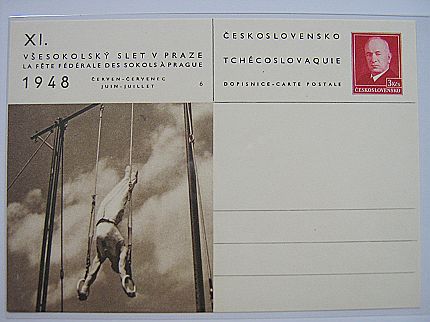 XI.
VŠESOKOLSKÝ SLET V PRAZE
LA FÊTE FÉDÉRALE DES SOKOLS À PRAGUE
1948
ČERVEN-ČERVENEC
JUIN-JUILLET
6
ČESKOSLOVENSKO
TCHÉCOSLOVAQUIE
DOPISNICE-CARTE POSTALE
3Kčs
ČESKOSLOVENSKO